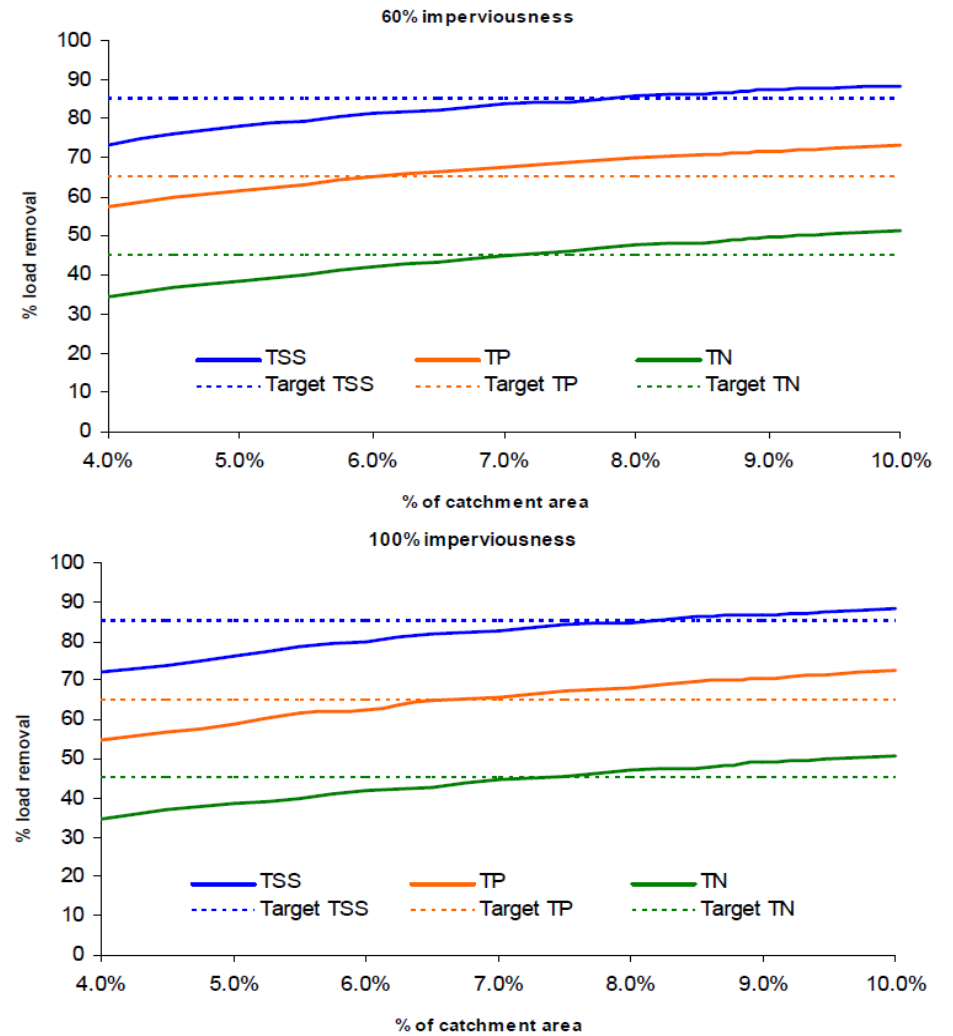 60% imperviousness
100
90
80
70
60
50
40
30
20
10
0
% load removal
TSS TP TN
Target TSS Target TP Target TN
4.0% 5.0% 6.0% 7.0% 8.0% 9.0% 10.0%
% of catchment area
100% imperviousness
100
90
80
70
60
50
40
30
20
10
0
% load removal
TSS TP TN
Target TSS Target TP Target TN
4.0% 5.0% 6.0% 7.0% 8.0% 9.0% 10.0%
% of catchment area